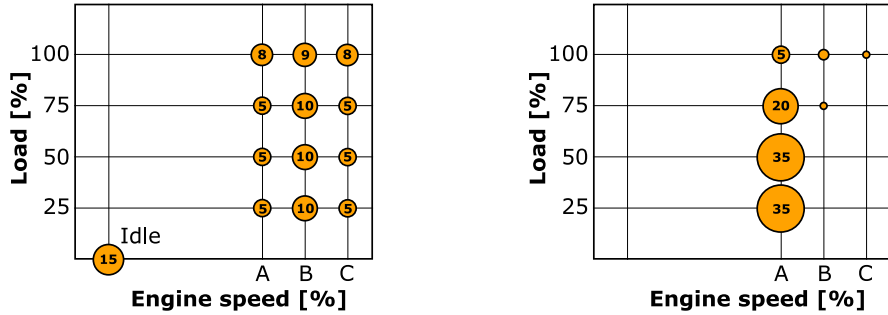 100 8 9 8
75 5 10 5
50 5 10 5
25 5 10 5
Idle
15
A B C
Load [%]
Engine speed [%]
100 5
75 20
50 35
25 35
A B C
Load [%]
Engine speed [%]